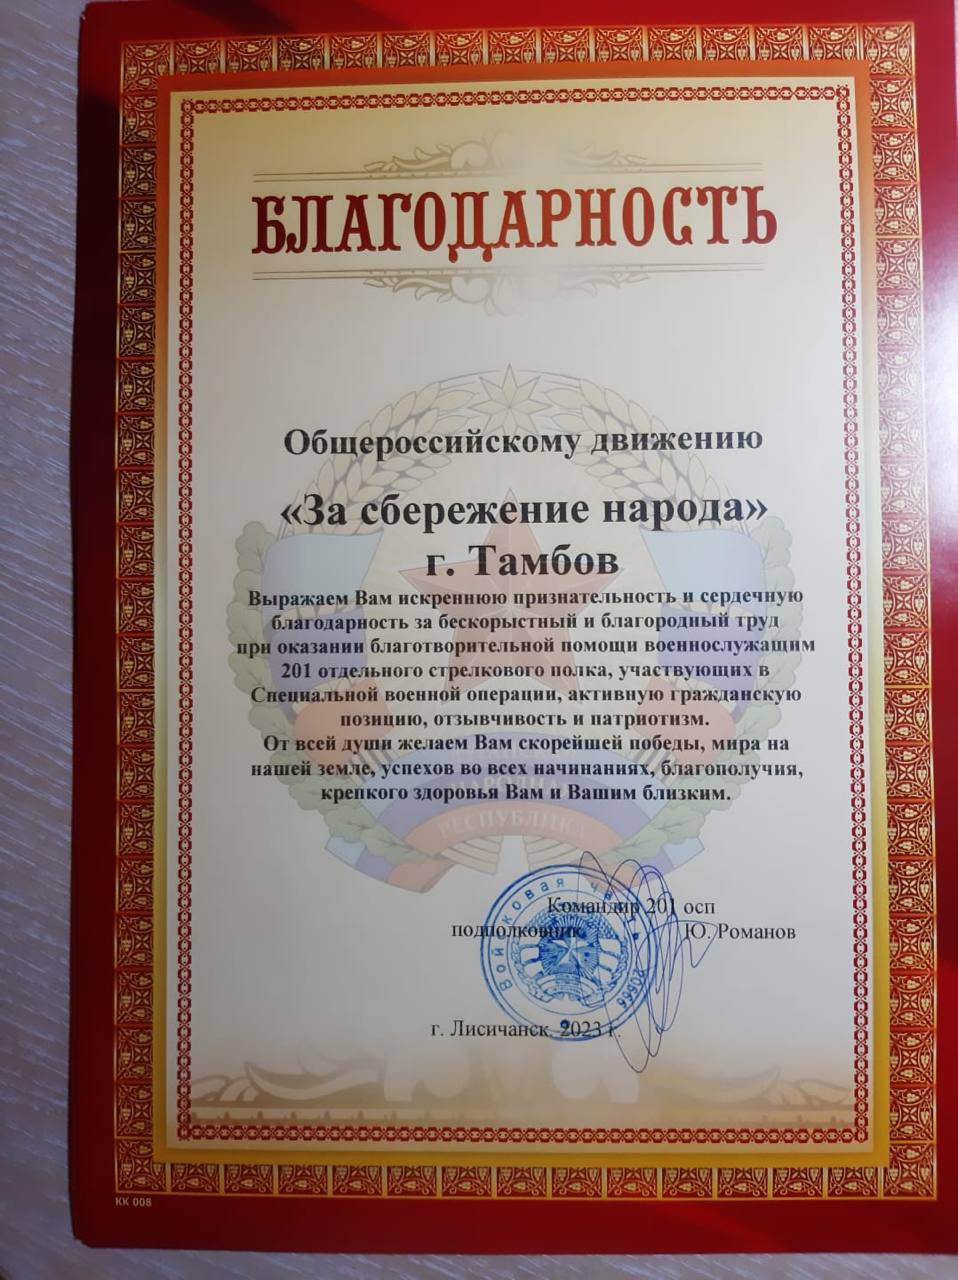 БЛАГОДАРНОСТЬ
Общероссийскому движению
«За сбережение народа»
г. Тамбов
Выражаем Вам искреннюю признательность и сердечную
благодарность за бескорыстный и благородный труд
при оказании благотворительной помощи военнослужащим
201 отдельного стрелкового полка, участвующих в
Специальной военной операции, активную гражданскую
позицию, отзывчивость и патриотизм.
От всей души желаем Вам скорейшей победы, мира на
нашей земле, успехов во всех начинаниях, благополучия,
крепкого здоровья Вам и Вашим близким.
РЕСПУБЛИКА
Войсковая
Командир 201 осп
подполковник Ю. Романов
г. Лисичанск, 2023 г.
КК 008